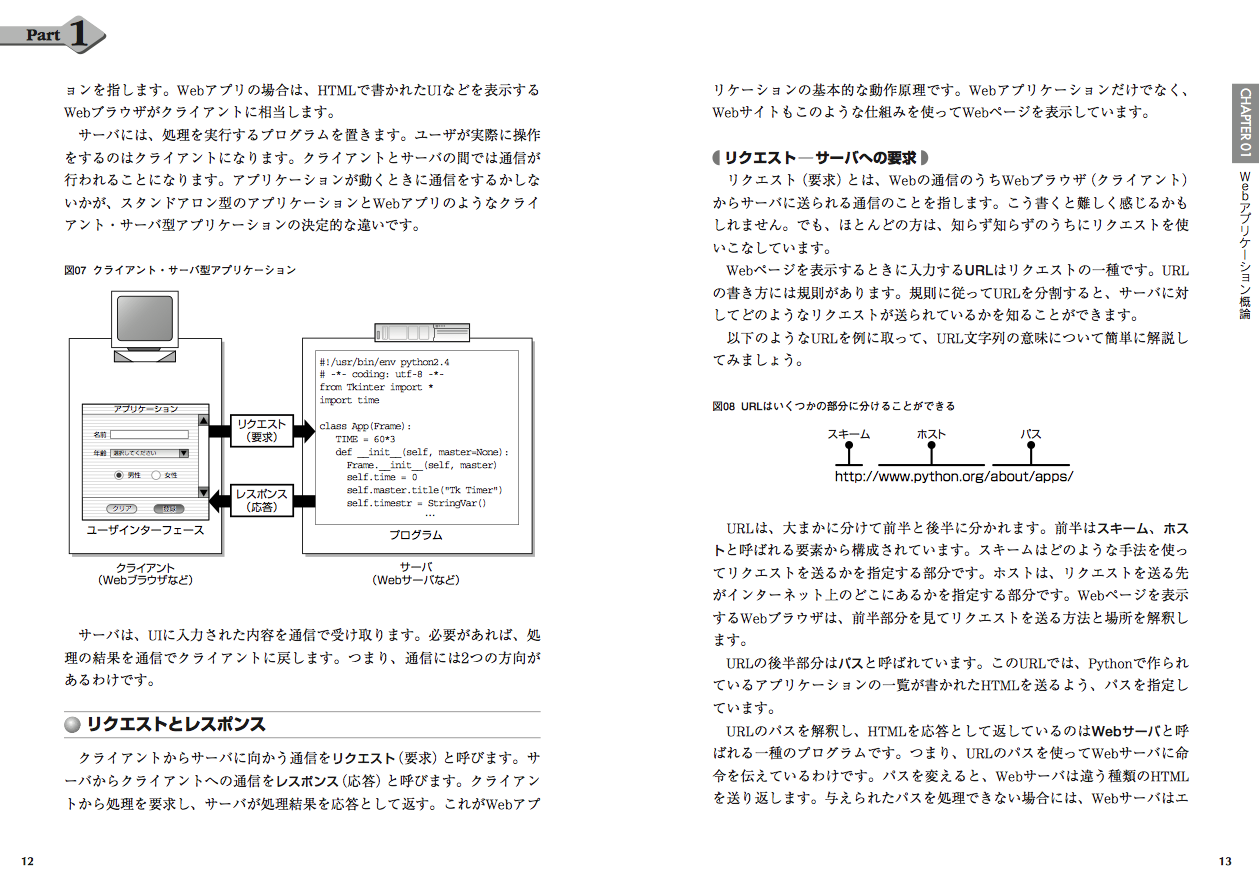 Part 1
ョンを指します。Webアプリの場合は、HTMLで書かれたUIなどを表示する
Webブラウザがクライアントに相当します。
サーバには、処理を実行するプログラムを置きます。ユーザが実際に操作
をするのはクライアントになります。クライアントとサーバの間では通信が
行われることになります。アプリケーションが動くときに通信をするかしな
いかが、スタンドアロン型のアプリケーションとWebアプリのようなクライ
アント・サーバ型アプリケーションの決定的な違いです。
図07 クライアント・サーバ型アプリケーション
アプリケーション
名前
年齢 選択してください
男性 女性
クリア
ユーザインターフェース
クライアント
(Webブラウザなど)
リクエスト
(要求)
レスポンス
(応答)
#!/usr/bin/env python2.4
# -*- coding: utf-8 -*-
from Tkinter import *
import time
class App(Frame):
TIME = 60*3
def __init__(self, master=None):
Frame.__init__(self, master)
self.time = 0
self.master.title("Tk Timer")
self.timestr = StringVar()
…
プログラム
サーバ
(Webサーバなど)
サーバは、UIに入力された内容を通信で受け取ります。必要があれば、処
理の結果を通信でクライアントに戻します。つまり、通信には2つの方向が
あるわけです。
リクエストとレスポンス
クライアントからサーバに向かう通信をリクエスト(要求)と呼びます。サ
ーバからクライアントへの通信をレスポンス(応答)と呼びます。クライアン
トから処理を要求し、サーバが処理結果を応答として返す。これがWebアプ
12
リケーションの基本的な動作原理です。Webアプリケーションだけでなく、
Webサイトもこのような仕組みを使ってWebページを表示しています。
リクエスト―サーバへの要求
リクエスト(要求)とは、Webの通信のうちWebブラウザ(クライアント)
からサーバに送られる通信のことを指します。こう書くと難しく感じるかも
しれません。でも、ほとんどの方は、知らず知らずのうちにリクエストを使
いこなしています。
Webページを表示するときに入力するURLはリクエストの一種です。URL
の書き方には規則があります。規則に従ってURLを分割すると、サーバに対
してどのようなリクエストが送られているかを知ることができます。
以下のようなURLを例に取って、URL文字列の意味について簡単に解説し
てみましょう。
図08 URLはいくつかの部分に分けることができる
スキーム ホスト パス
http://www.python.org/about/apps/
URLは、大まかに分けて前半と後半に分かれます。前半はスキーム、ホス
トと呼ばれる要素から構成されています。スキームはどのような手法を使っ
てリクエストを送るかを指定する部分です。ホストは、リクエストを送る先
がインターネット上のどこにあるかを指定する部分です。Webページを表示
するWebブラウザは、前半部分を見てリクエストを送る方法と場所を解釈し
ます。
URLの後半部分はパスと呼ばれています。このURLでは、Pythonで作られ
ているアプリケーションの一覧が書かれたHTMLを送るよう、パスを指定し
ています。
URLのパスを解釈し、HTMLを応答として返しているのはWebサーバと呼
ばれる一種のプログラムです。つまり、URLのパスを使ってWebサーバに命
令を伝えているわけです。パスを変えると、Webサーバは違う種類のHTML
を送り返します。与えられたパスを処理できない場合には、Webサーバはエ
CHAPTER 01 Webアプリケーション概論
13